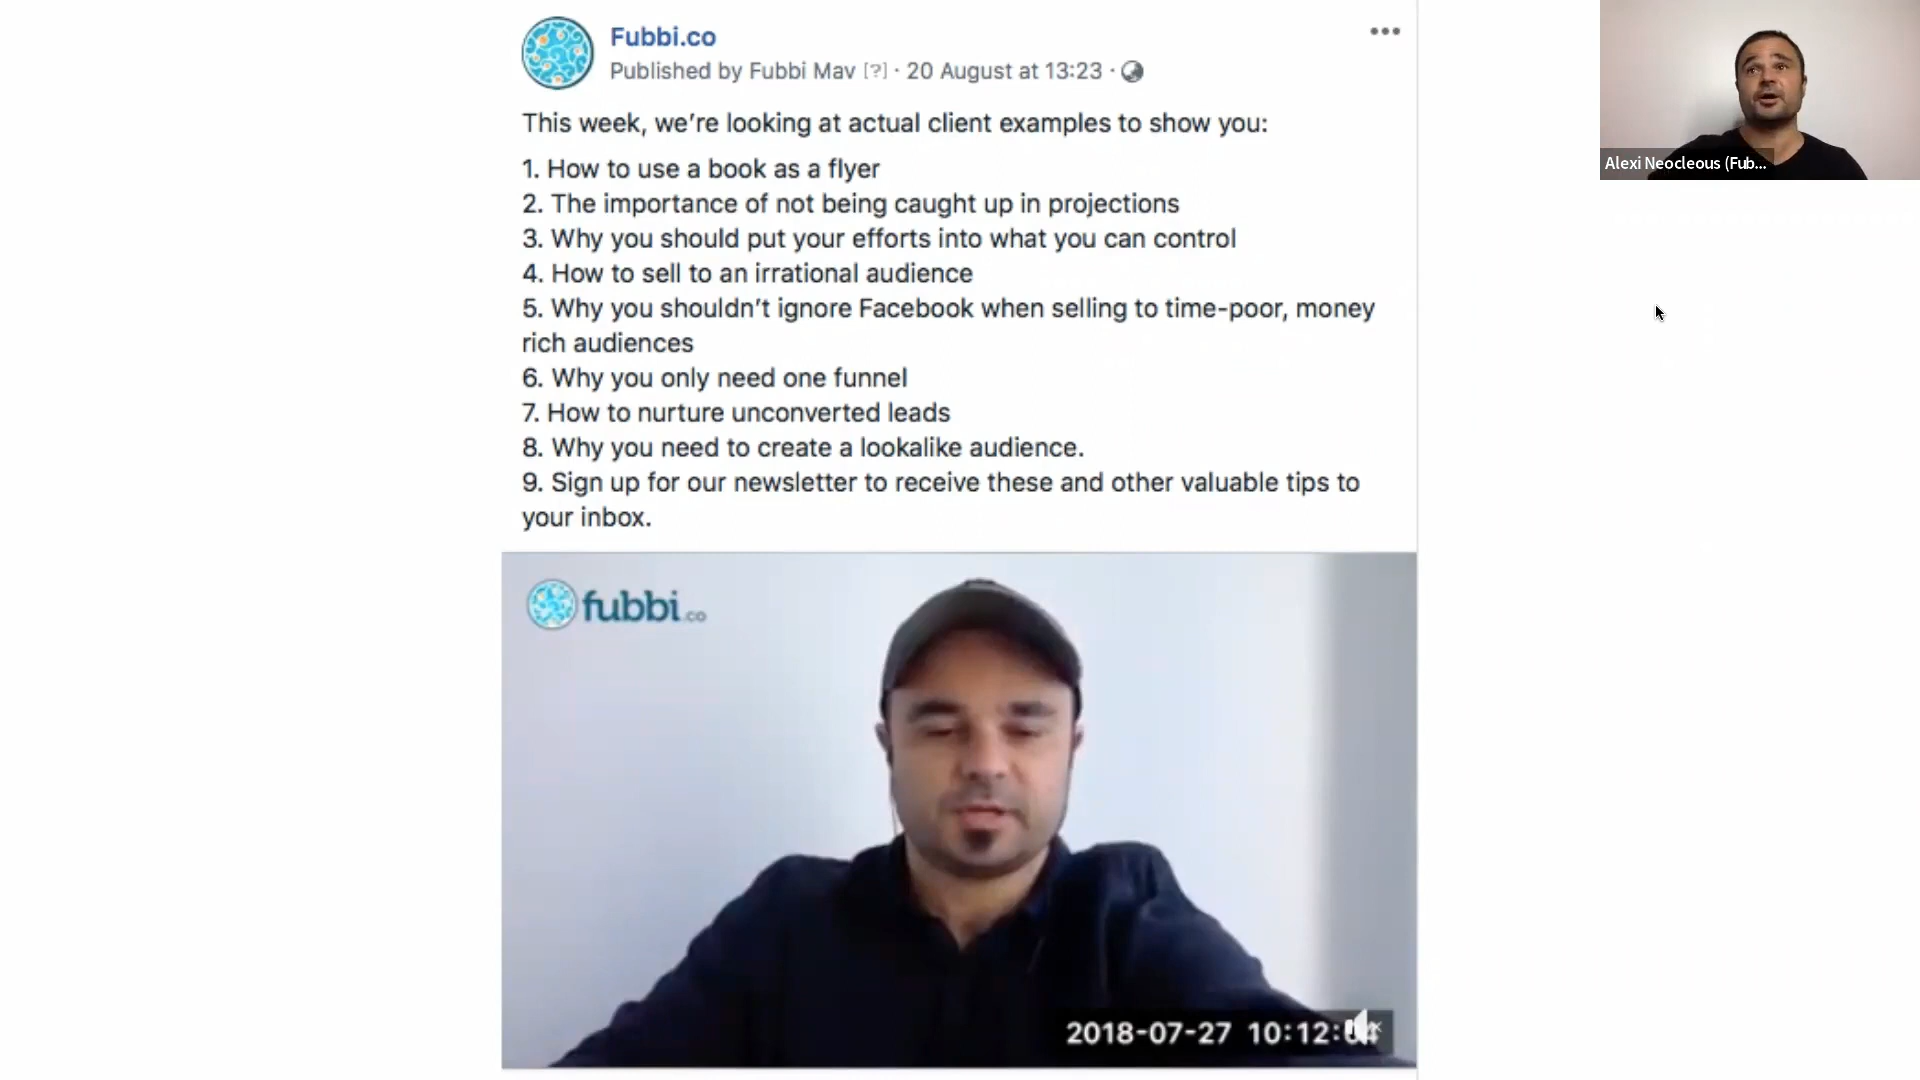 Fubbi.co
Published by Fubbi Mav [?] · 20 August at 13:23 ·
Alexi Neocleous (Fub...
This week, we’re looking at actual client examples to show you:
1. How to use a book as a flyer
2. The importance of not being caught up in projections
3. Why you should put your efforts into what you can control
4. How to sell to an irrational audience
5. Why you shouldn’t ignore Facebook when selling to time-poor, money
rich audiences
6. Why you only need one funnel
7. How to nurture unconverted leads
8. Why you need to create a lookalike audience.
9. Sign up for our newsletter to receive these and other valuable tips to
your inbox.
fubbi.co
2018-07-27 10:12: